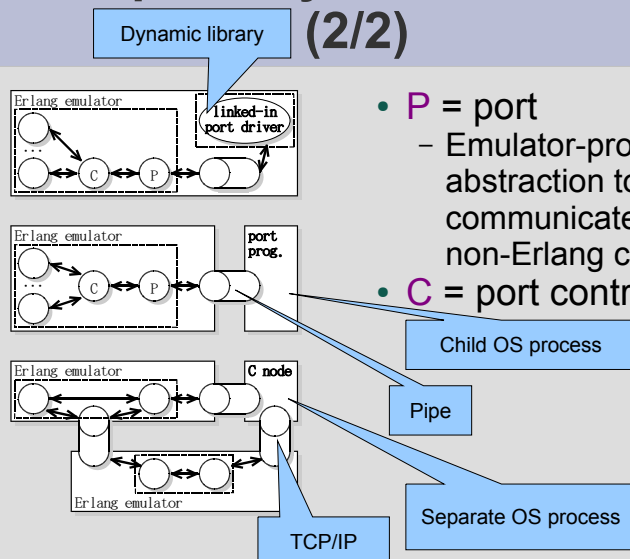 (2/2)
Dynamic library
Erlang emulator
linked-in
port driver
...
C
P
Erlang emulator
port
prog.
...
C
P
Erlang emulator
C node
Erlang emulator
• P = port
– Emulator-pro
abstraction to
communicate
non-Erlang c
• C = port contr
Child OS process
Pipe
Separate OS process
TCP/IP